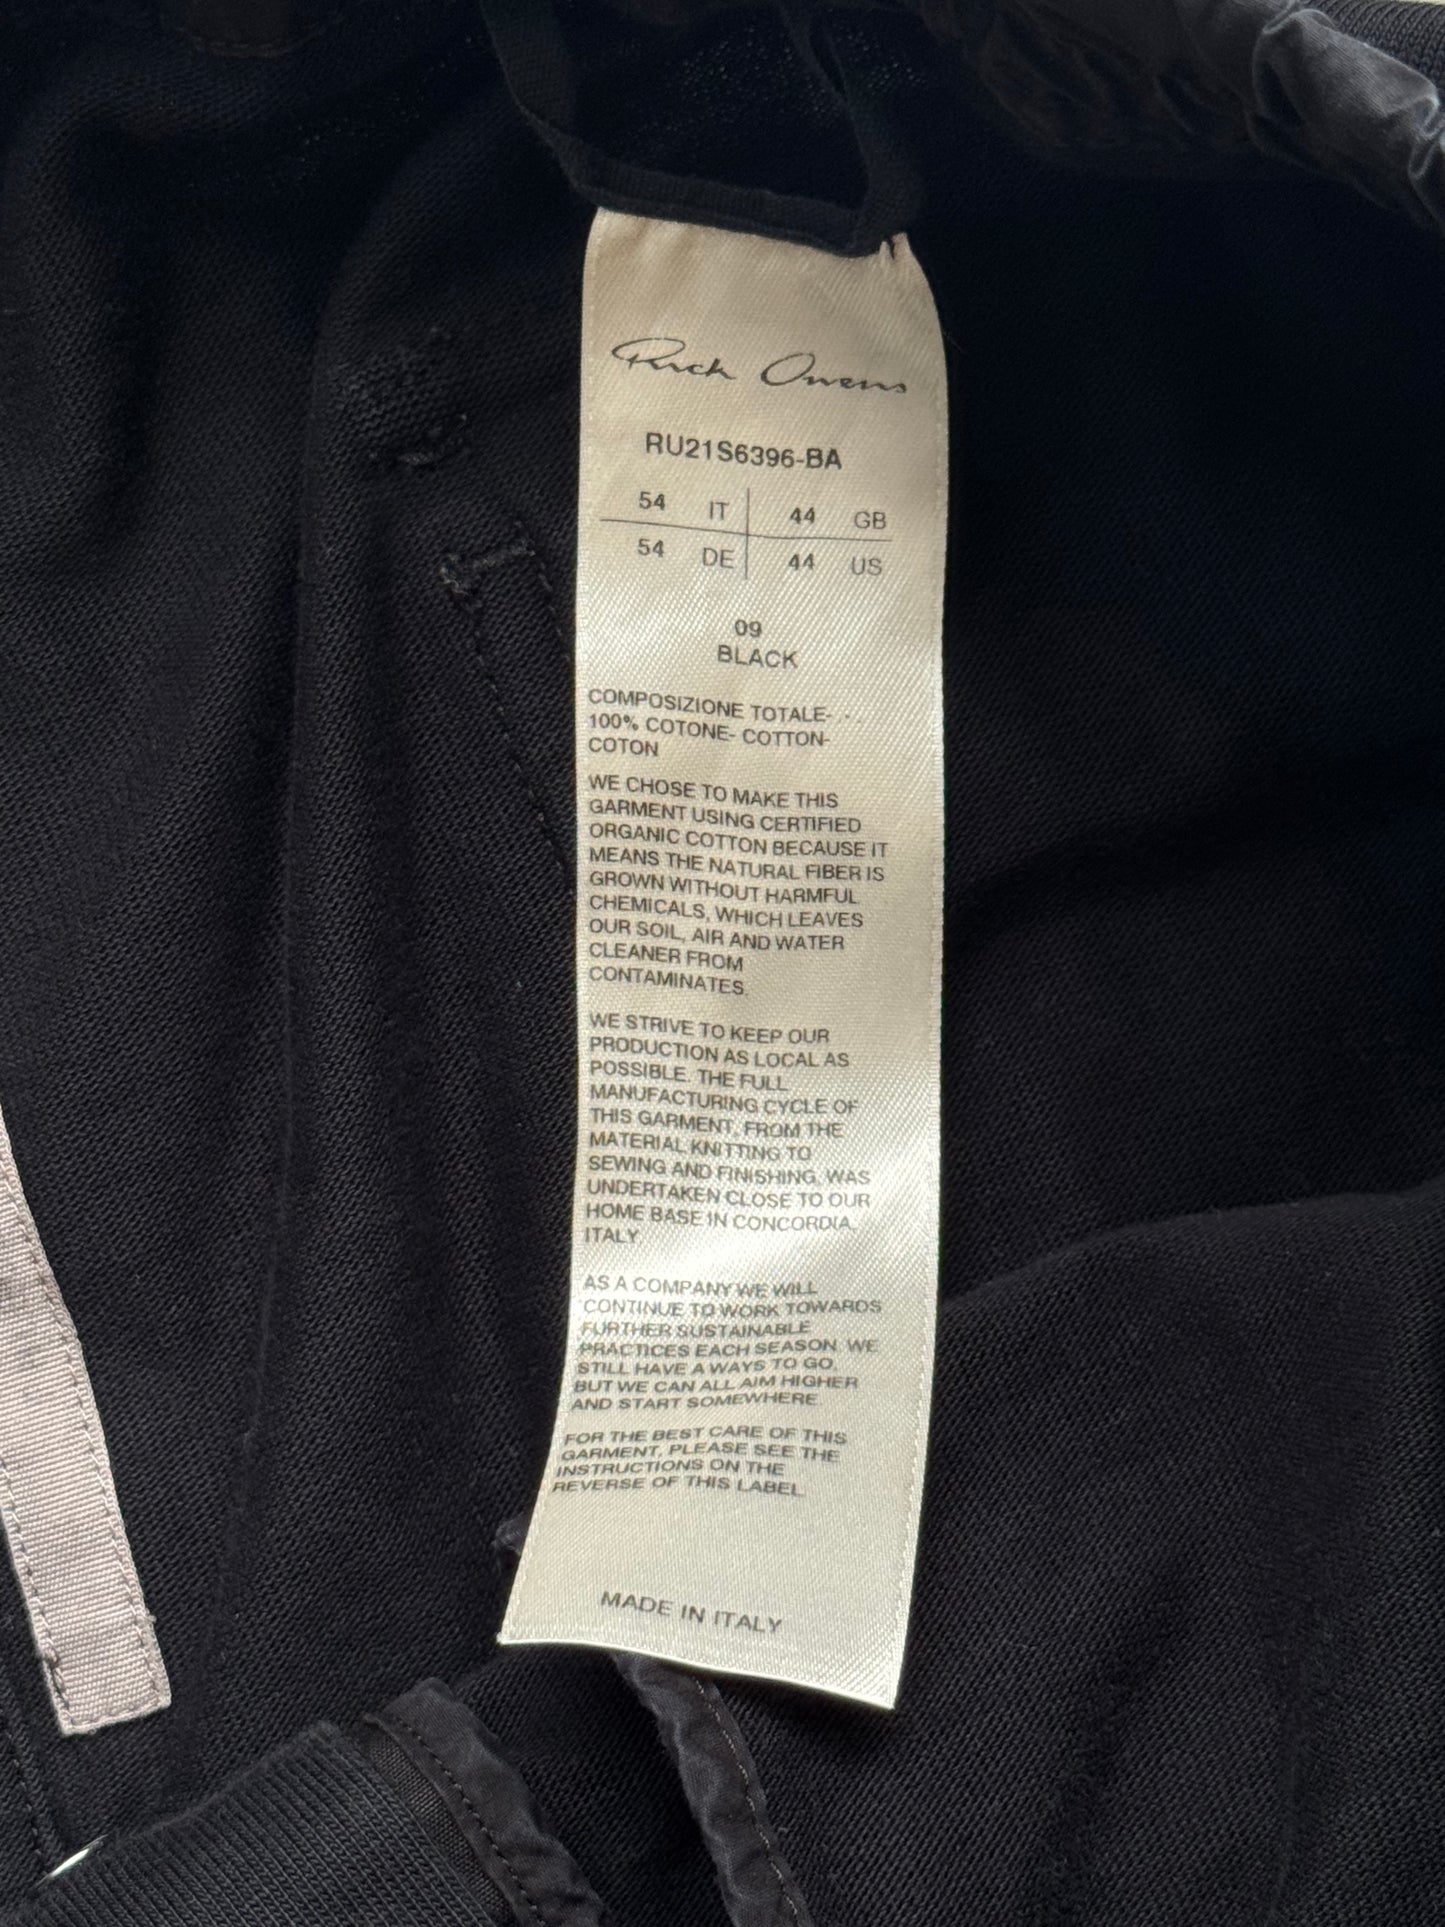 Rick Owens
RU21S6396-BA
54 IT 44 GB
54 DE 44 US
09
BLACK
COMPOSIZIONE TOTALE-
100% COTONE- COTTON-
COTON
WE CHOSE TO MAKE THIS
GARMENT USING CERTIFIED
ORGANIC COTTON BECAUSE IT
MEANS THE NATURAL FIBER IS
GROWN WITHOUT HARMFUL
CHEMICALS, WHICH LEAVES
OUR SOIL, AIR AND WATER
CLEANER FROM
CONTAMINATES.
WE STRIVE TO KEEP OUR
PRODUCTION AS LOCAL AS
POSSIBLE. THE FULL
MANUFACTURING CYCLE OF
THIS GARMENT, FROM THE
MATERIAL KNITTING TO
SEWING AND FINISHING, WAS
UNDERTAKEN CLOSE TO OUR
HOME BASE IN CONCORDIA,
ITALY.
AS A COMPANY WE WILL
CONTINUE TO WORK TOWARDS
FURTHER SUSTAINABLE
PRACTICES EACH SEASON. WE
STILL HAVE A WAYS TO GO,
BUT WE CAN ALL AIM HIGHER
AND START SOMEWHERE
FOR THE BEST CARE OF THIS
GARMENT, PLEASE SEE THE
INSTRUCTIONS ON THE
REVERSE OF THIS LABEL.
MADE IN ITALY